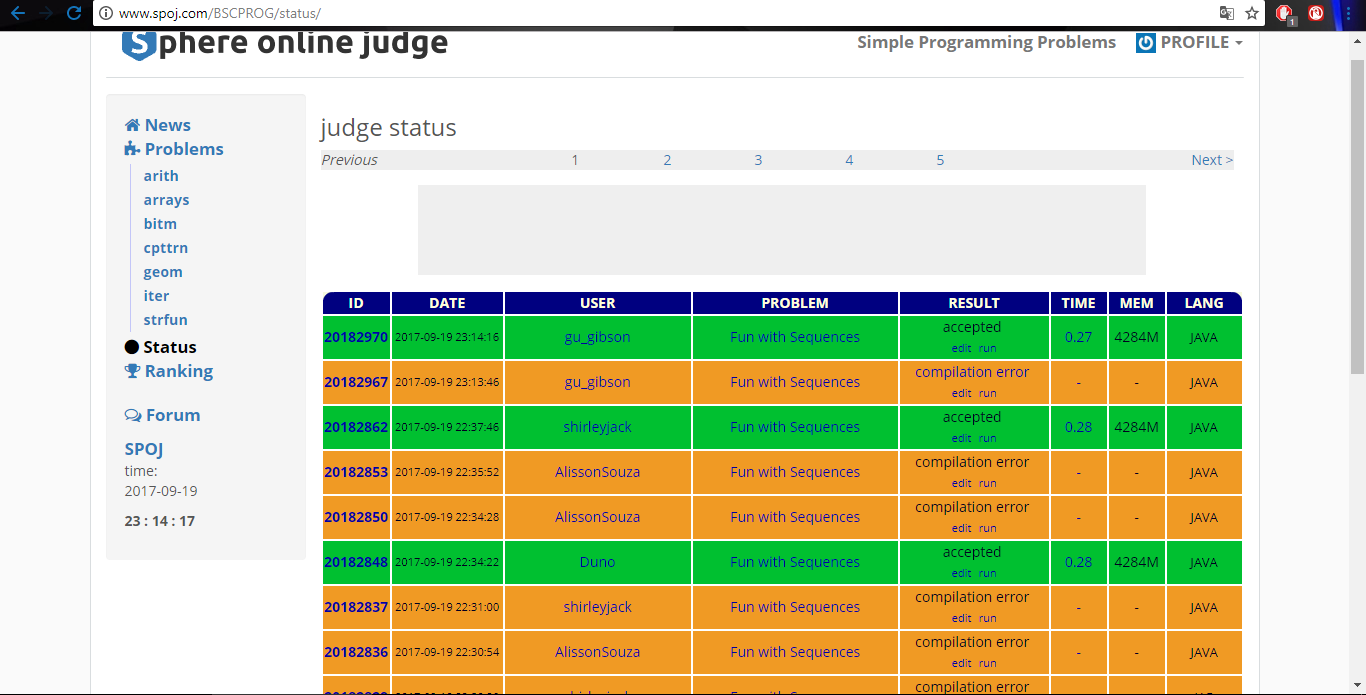 www.spoj.com/BSCPROG/status/
1
Sphere online judge
Simple Programming Problems PROFILE
News
Problems
arith
arrays
bitm
cpttrn
geom
iter
strfun
Status
Ranking
Forum
SPOJ
time:
2017-09-19
23 : 14 : 17
judge status
Previous 1 2 3 4 5 Next >
ID DATE USER PROBLEM RESULT TIME MEM LANG
20182970 2017-09-19 23:14:16 gu_gibson Fun with Sequences accepted 0.27 4284M JAVA
edit run
20182967 2017-09-19 23:13:46 gu_gibson Fun with Sequences compilation error - - JAVA
edit run
20182862 2017-09-19 22:37:46 shirleyjack Fun with Sequences accepted 0.28 4284M JAVA
edit run
20182853 2017-09-19 22:35:52 AlissonSouza Fun with Sequences compilation error - - JAVA
edit run
20182850 2017-09-19 22:34:28 AlissonSouza Fun with Sequences compilation error - - JAVA
edit run
20182848 2017-09-19 22:34:22 Duno Fun with Sequences accepted 0.28 4284M JAVA
edit run
20182837 2017-09-19 22:31:00 shirleyjack Fun with Sequences compilation error - - JAVA
edit run
20182836 2017-09-19 22:30:54 AlissonSouza Fun with Sequences compilation error - - JAVA
edit run
compilation error